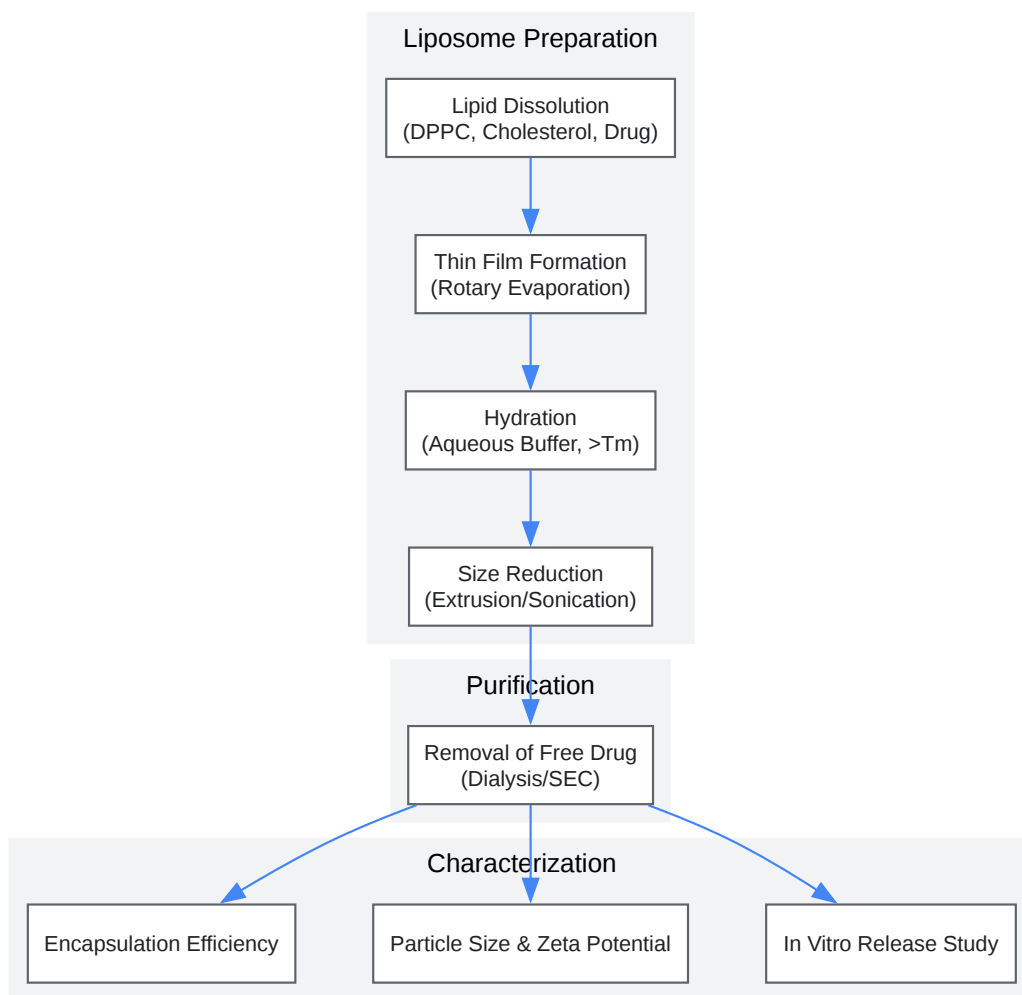 Liposome Preparation
Lipid Dissolution
(DPPC, Cholesterol, Drug)
Thin Film Formation
(Rotary Evaporation)
Hydration
(Aqueous Buffer, >Tm)
Size Reduction
(Extrusion/Sonication)
Purification
Removal of Free Drug
(Dialysis/SEC)
Characterization
Encapsulation Efficiency
Particle Size & Zeta Potential
In Vitro Release Study